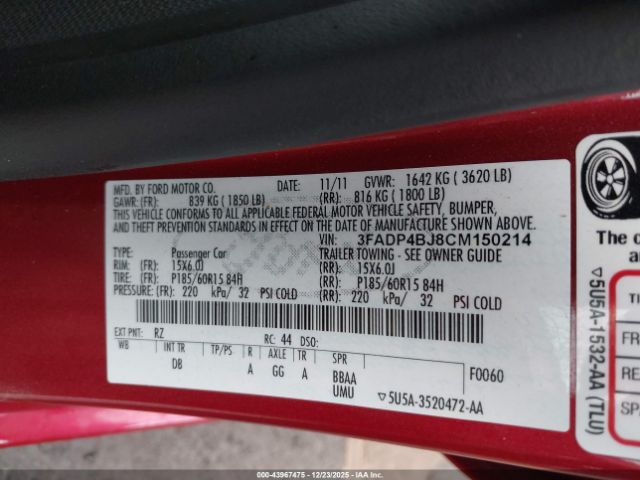 MFD. BY FORD MOTOR CO.
DATE: 11/11 GVWR: 1642 KG ( 3620 LB)
GAWR: (FR): 839 KG ( 1850 LB) (RR): 816 KG ( 1800 LB)
THIS VEHICLE CONFORMS TO ALL APPLICABLE FEDERAL MOTOR VEHICLE SAFETY, BUMPER,
AND THEFT PREVENTION STANDARDS IN EFFECT ON THE DATE OF MANUFACTURE SHOWN ABOVE.
VIN: 3FADP4BJ8CM150214
TYPE: Passenger Car TRAILER TOWING - SEE OWNER GUIDE
RIM: (FR): 15X6.0J (RR): 15X6.0J
TIRE: (FR): P185/60R15 84H (RR): P185/60R15 84H
PRESSURE: (FR): 220 kPa/ 32 PSI COLD (RR): 220 kPa/ 32 PSI COLD
EXT PNT: RZ RC: 44 DSO:
WB INT TR TP/PS R AXLE TR SPR
DB A GG A BBAA
UMU
F0060
▽5U5A-3520472-AA
▽5U5A-1532-AA (TLU)
The c
a
T
FR
RE
SP
000-43967475 - 12/23/2025 - IAAI.COM